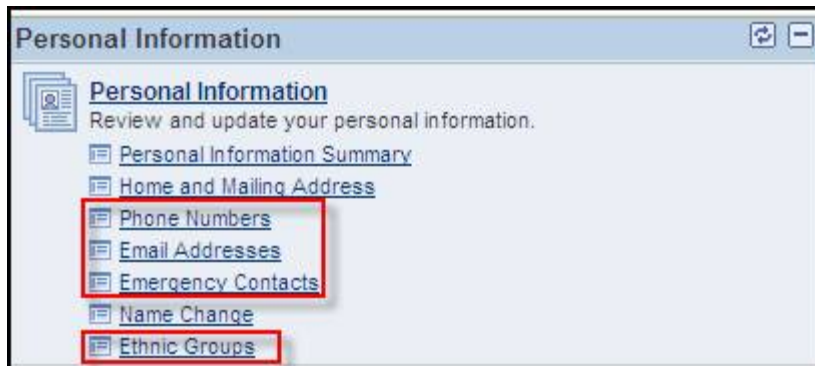 Personal Information
Personal Information
Review and update your personal information.
Personal Information Summary
Home and Mailing Address
Phone Numbers
Email Addresses
Emergency Contacts
Name Change
Ethnic Groups